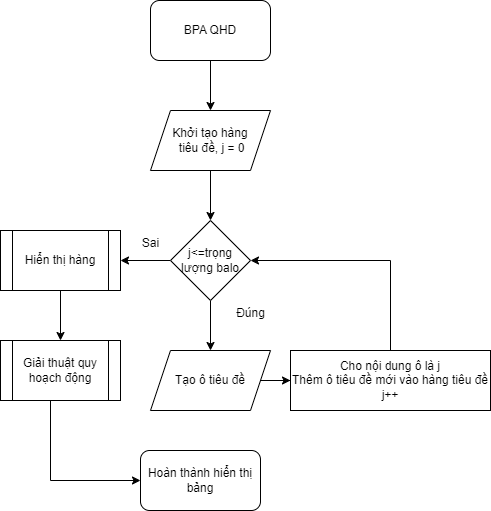 BPA QHD
Khởi tạo hàng
tiêu đề, j = 0
j<=trọng
lượng balo
Sai
Hiển thị hàng
Đúng
Giải thuật quy
hoạch động
Tạo ô tiêu đề
Cho nội dung ô là j
Thêm ô tiêu đề mới vào hàng tiêu đề
j++
Hoàn thành hiển thị
bảng